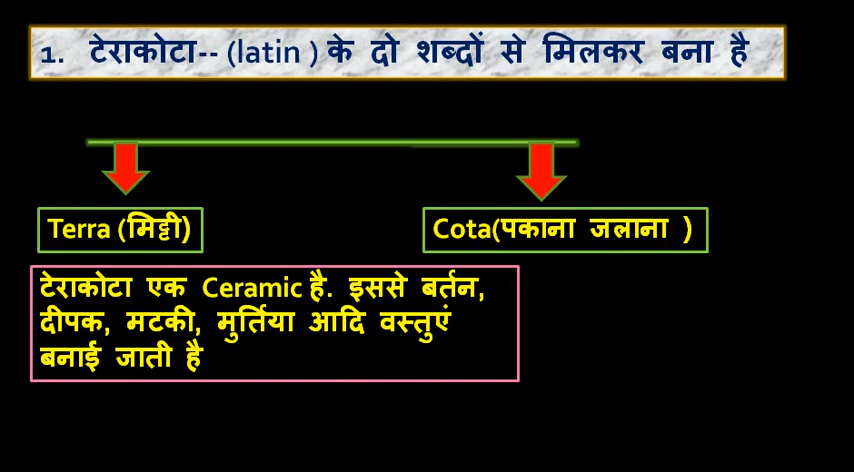 1. टेराकोटा-- (latin ) के दो शब्दों से मिलकर बना है
Terra (मिट्टी)
Cota(पकाना जलाना )
टेराकोटा एक Ceramic है. इससे बर्तन,
दीपक, मटकी, मुर्तिया आदि वस्तुएं
बनाई जाती है